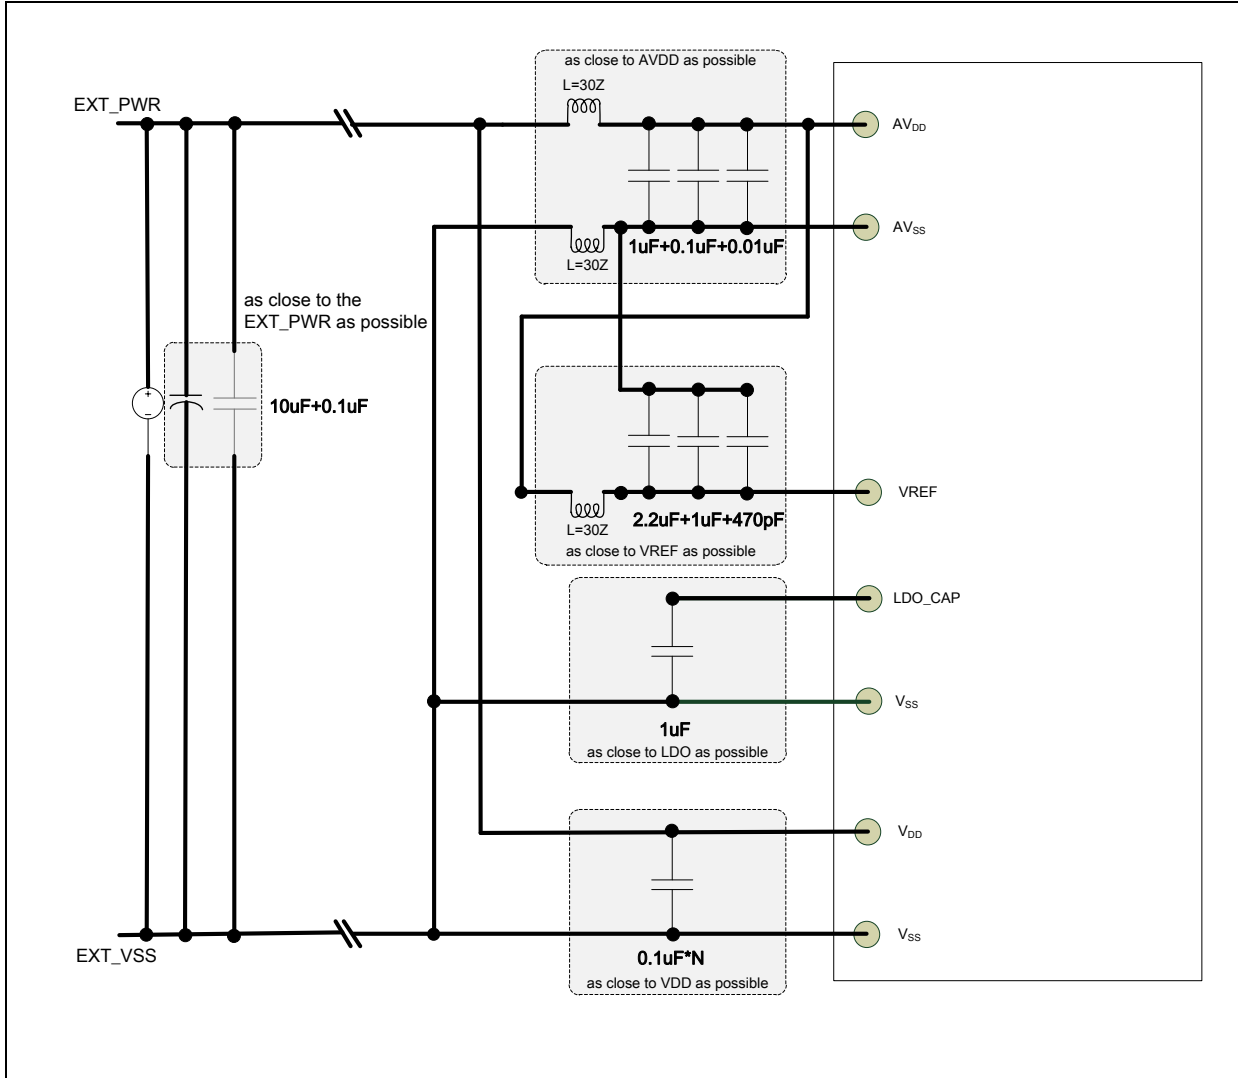 as close to AVDD as possible
L=30Z
EXT_PWR
AVDD
AVSS
1uF+0.1uF+0.01uF
L=30Z
as close to the
EXT_PWR as possible
+
−
10uF+0.1uF
VREF
2.2uF+1uF+470pF
L=30Z
as close to VREF as possible
LDO_CAP
VSS
1uF
as close to LDO as possible
VDD
VSS
EXT_VSS
0.1uF*N
as close to VDD as possible